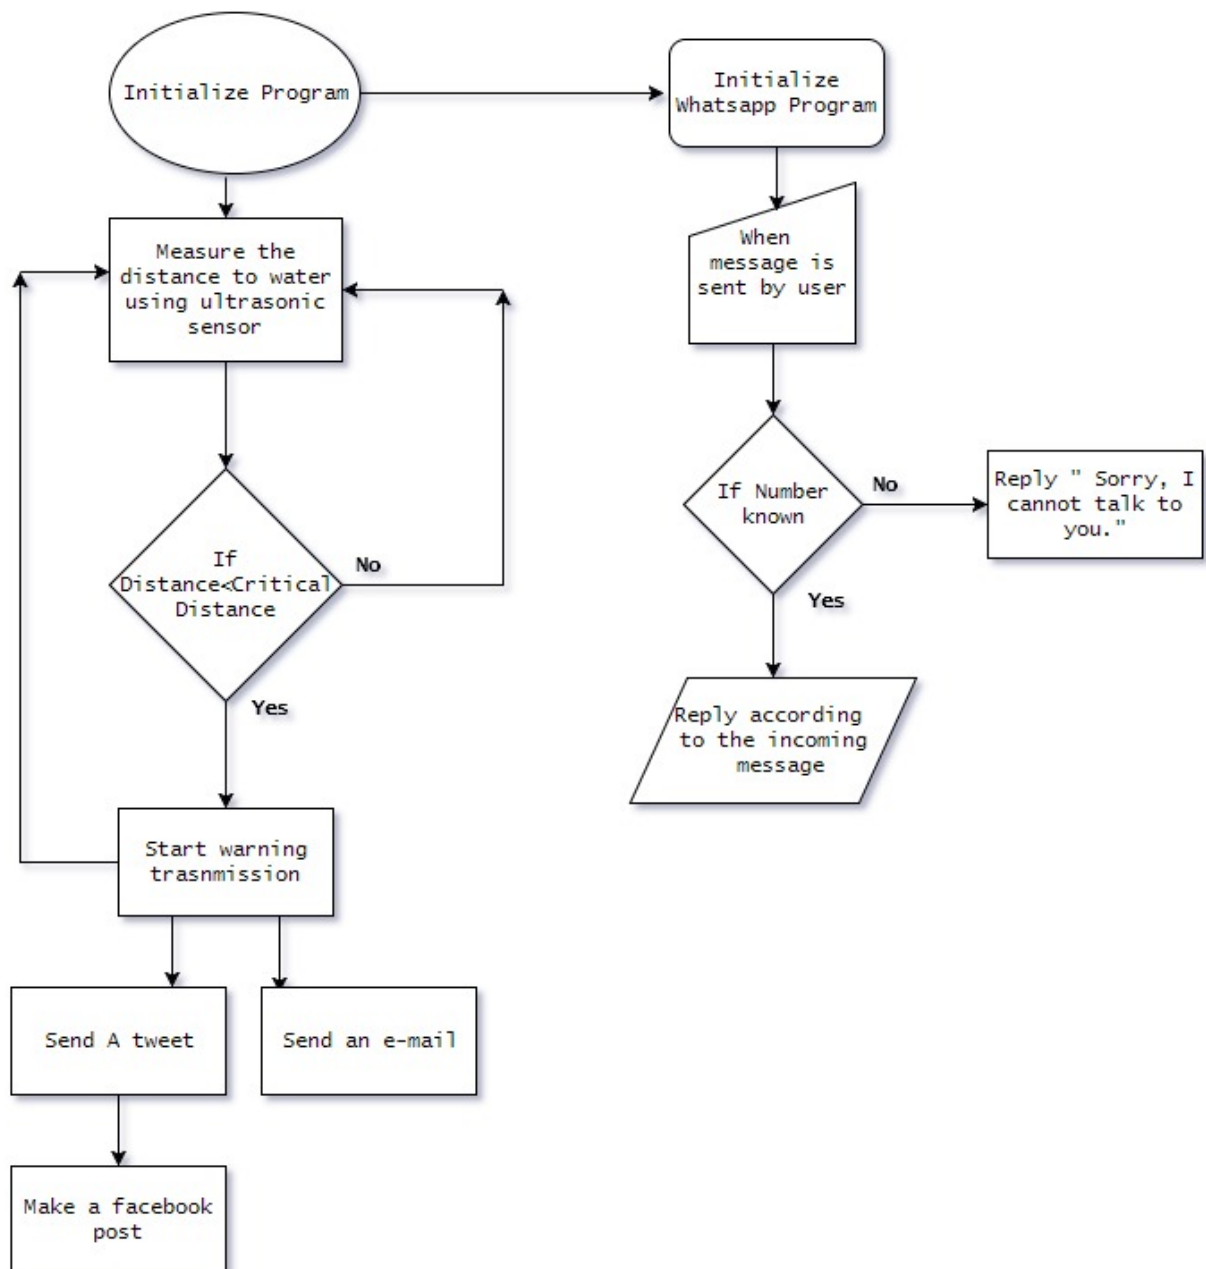 Initialize Program
Initialize
Whatsapp Program
Measure the
distance to water
using ultrasonic
sensor
When
message is
sent by user
If
Distance<Critical
Distance
No
Yes
If Number
known
No
Yes
Reply " Sorry, I
cannot talk to
you."
Reply according
to the incoming
message
Start warning
trasnmission
Send A tweet
Send an e-mail
Make a facebook
post